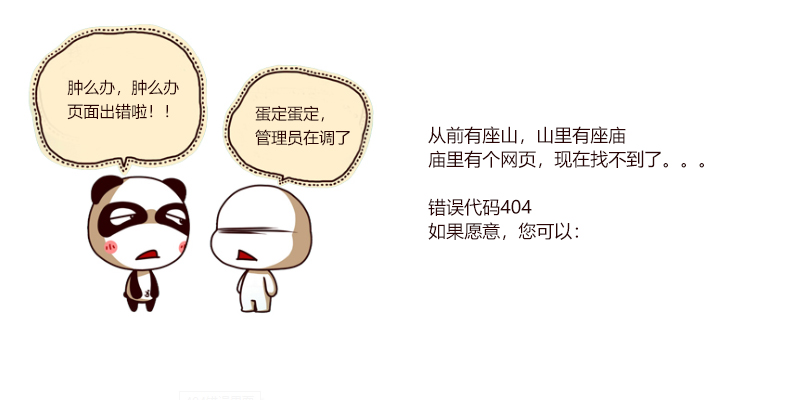 肿么办，肿么办
页面出错啦！！
蛋定蛋定，
管理员在调了
从前有座山，山里有座庙
庙里有个网页，现在找不到了。。。
错误代码404
如果愿意，您可以：